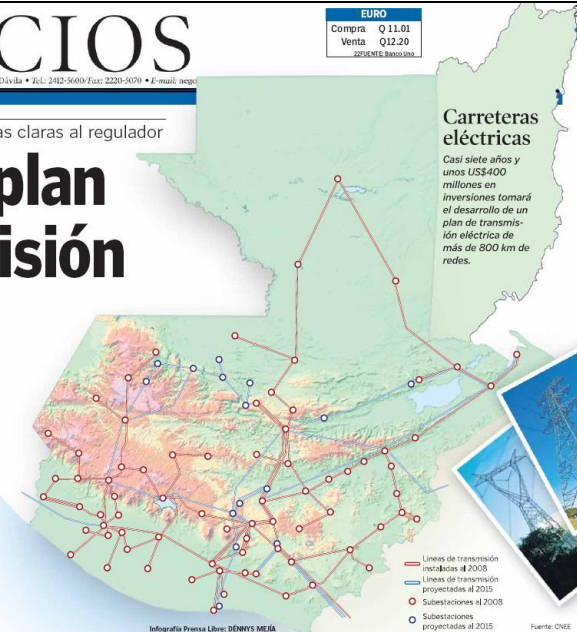 CIOS
Dávila • Tel.: 2412-5600/Fax: 2220-5070 • E-mail: nego
EURO
Compra Q 11.01
Venta Q12.20
22FUENTE: Banco Uno
as claras al regulador
plan
isión
Carreteras
eléctricas
Casi siete años y
unos US$400
millones en
inversiones tomará
el desarrollo de un
plan de transmis-
ión eléctrica de
más de 800 km de
redes.
Líneas de transmisión
instaladas al 2008
Líneas de transmisión
proyectadas al 2015
Subestaciones al 2008
Subestaciones
proyectadas al 2015
Infografía Prensa Libre: DÉNNYS MEJÍA
Fuente: CNEE